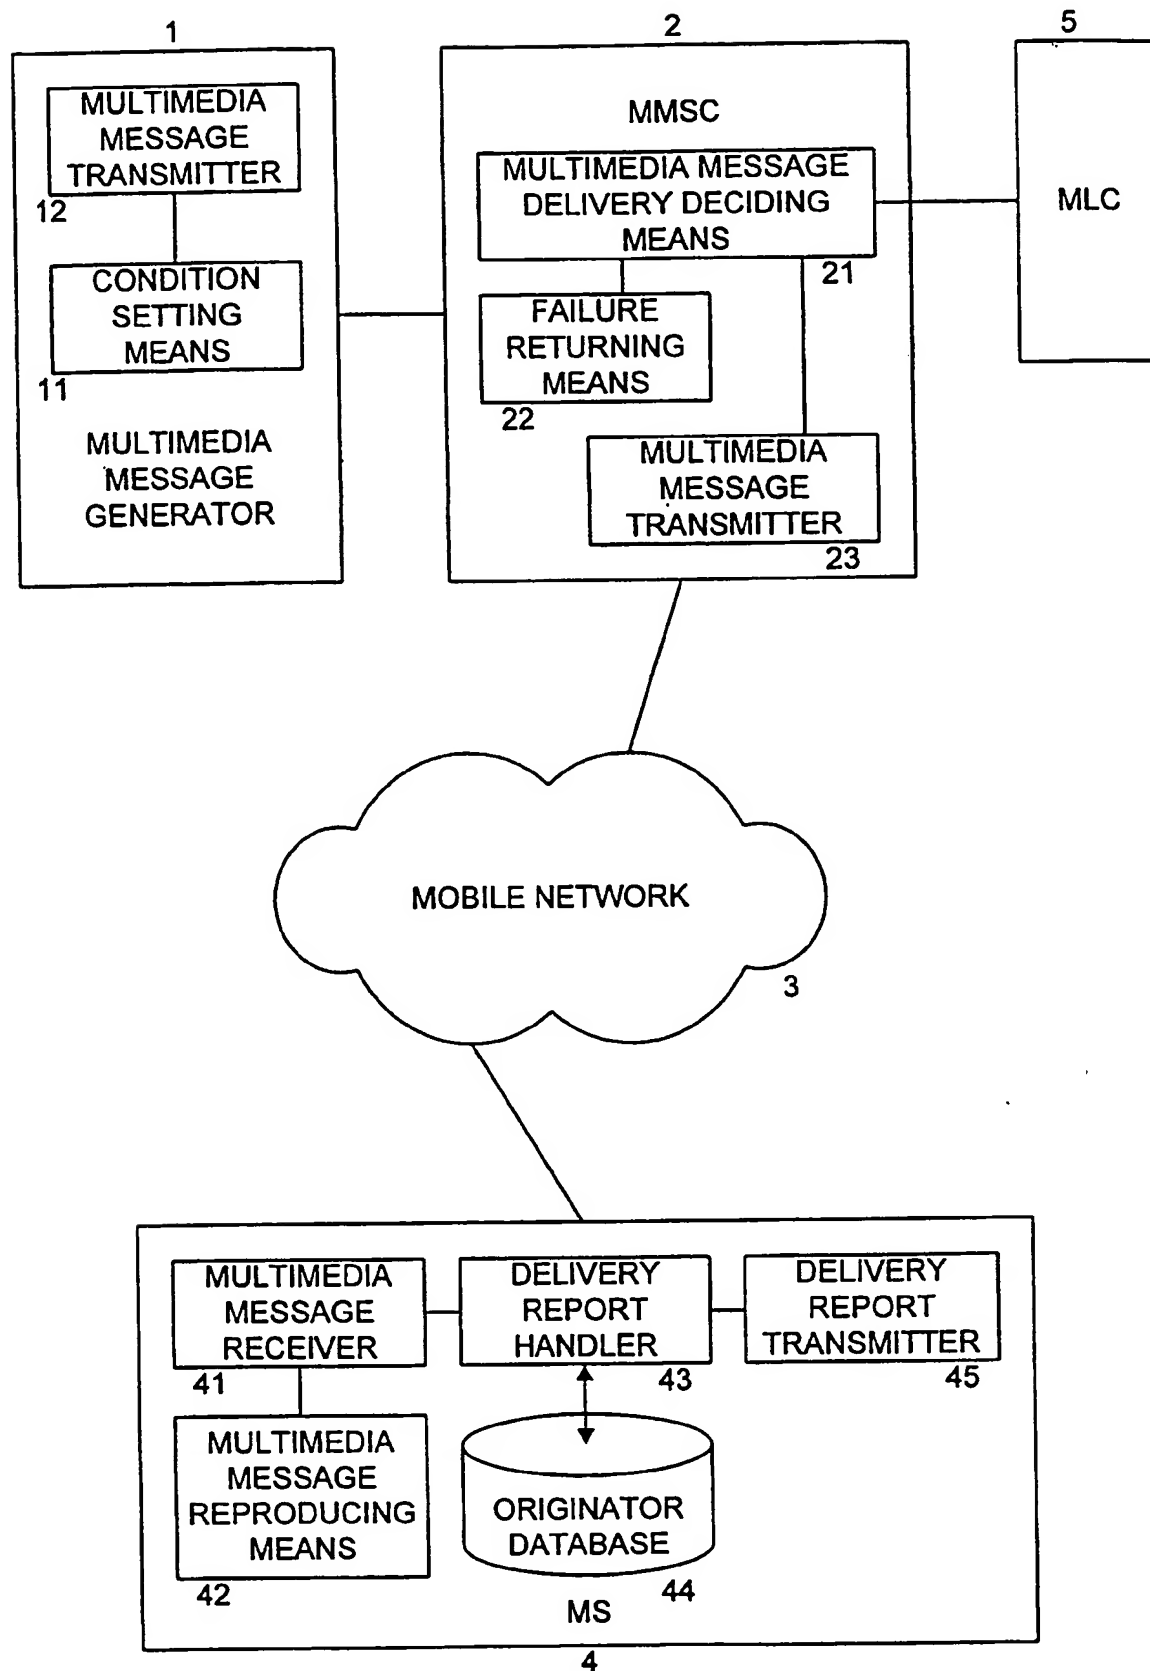 1
MULTIMEDIA
MESSAGE
TRANSMITTER
12
CONDITION
SETTING
MEANS
11
MULTIMEDIA
MESSAGE
GENERATOR
2
MMSC
MULTIMEDIA MESSAGE
DELIVERY DECIDING
MEANS
21
FAILURE
RETURNING
MEANS
22
MULTIMEDIA
MESSAGE
TRANSMITTER
23
5
MLC
MOBILE NETWORK
3
MULTIMEDIA
MESSAGE
RECEIVER
41
DELIVERY
REPORT
HANDLER
43
DELIVERY
REPORT
TRANSMITTER
45
MULTIMEDIA
MESSAGE
REPRODUCING
MEANS
42
ORIGINATOR
DATABASE
44
MS
4